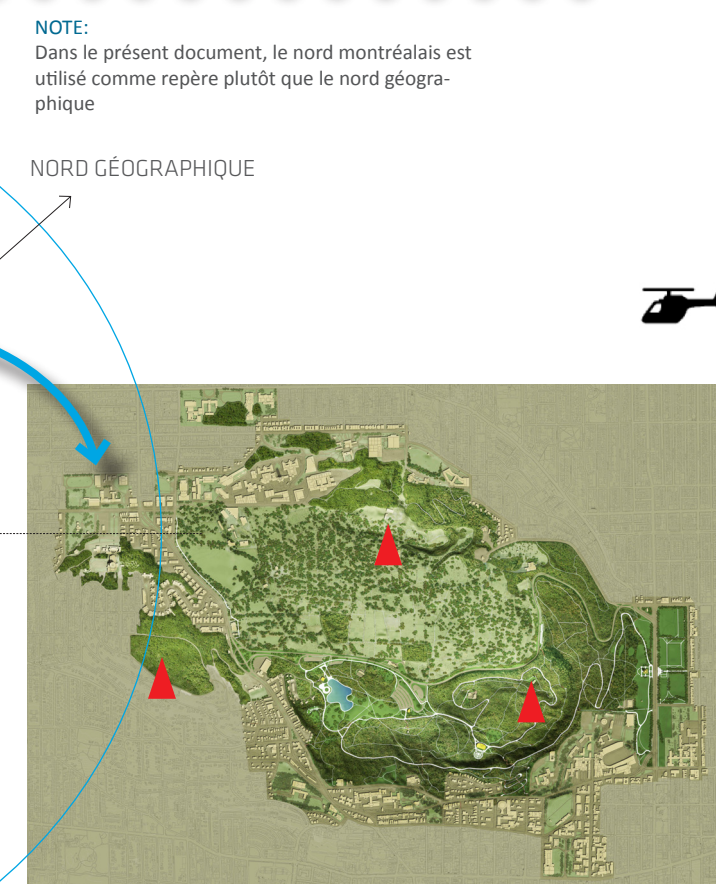 NOTE:
Dans le présent document, le nord montréalais est
utilisé comme repère plutôt que le nord géogra-
phique
NORD GÉOGRAPHIQUE